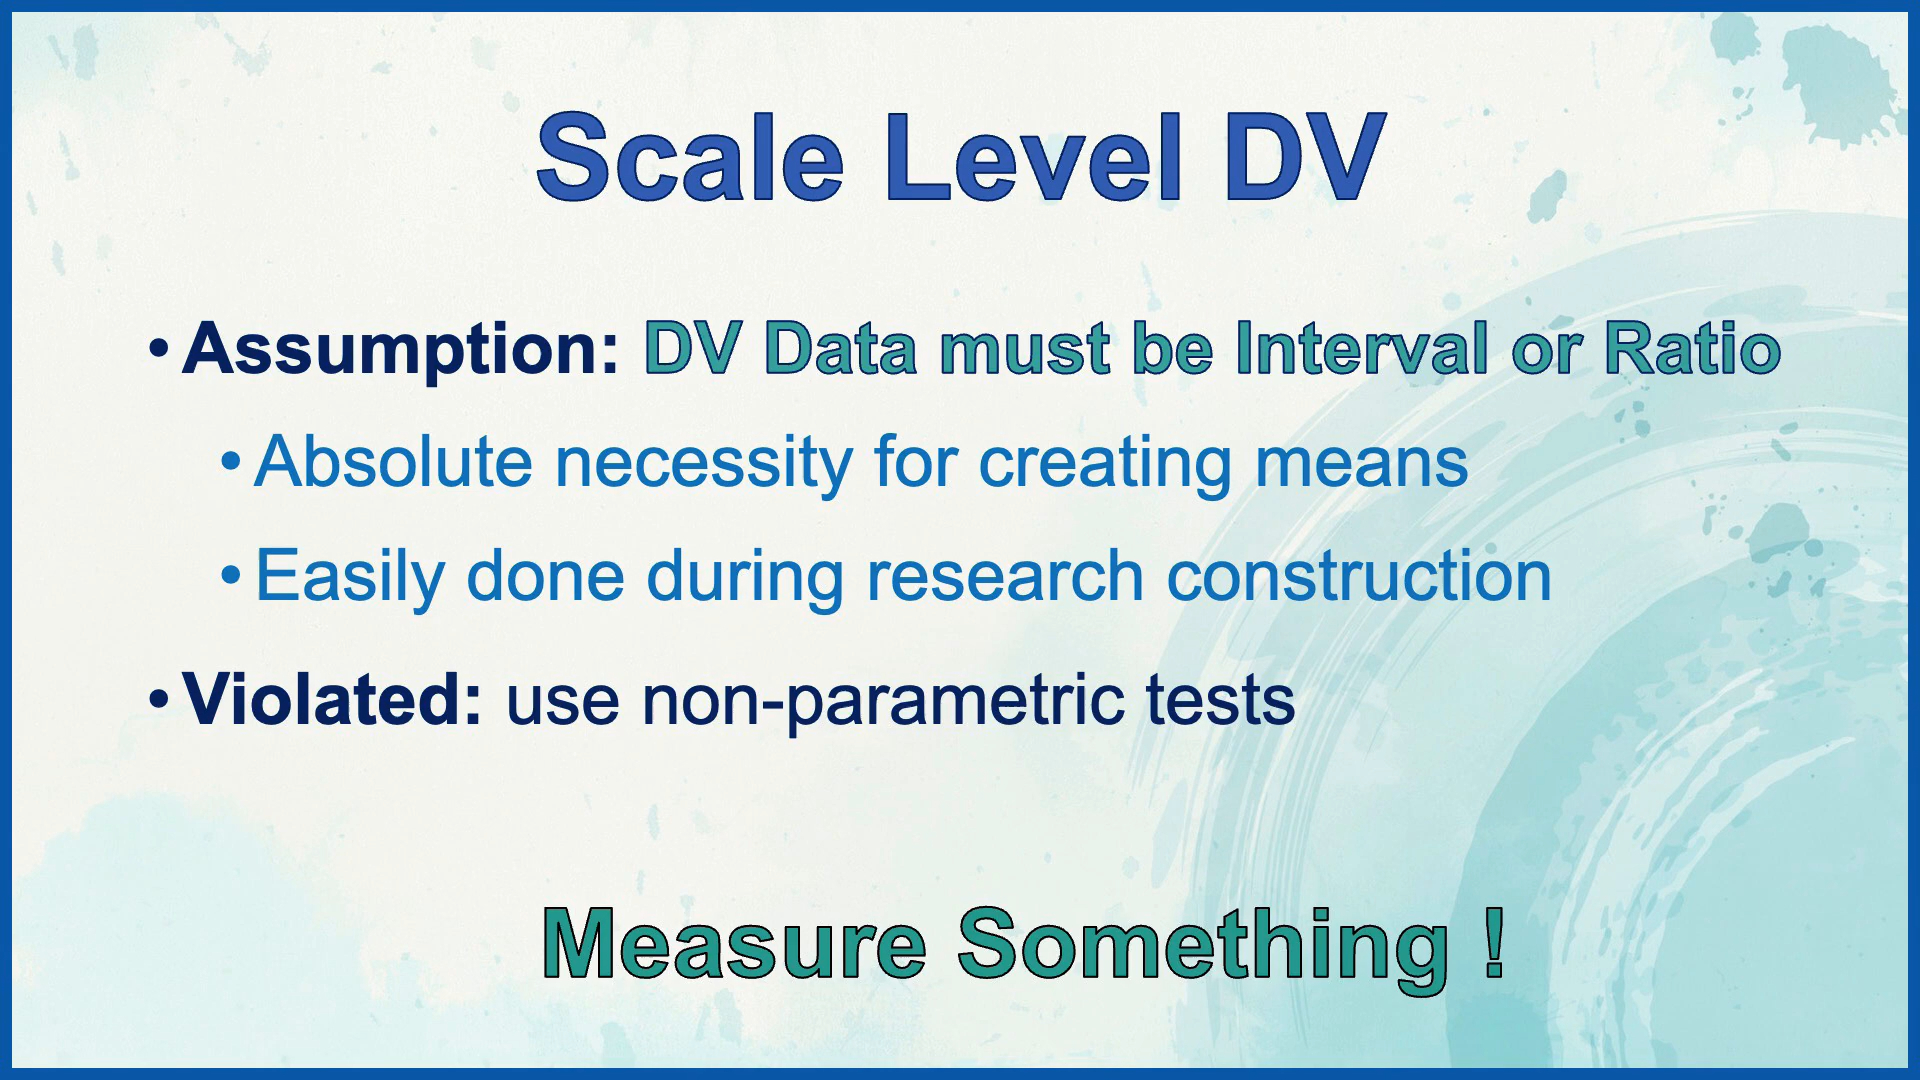 Scale Level DV
• Assumption: DV Data must be Interval or Ratio
• Absolute necessity for creating means
• Easily done during research construction
• Violated: use non-parametric tests
Measure Something !